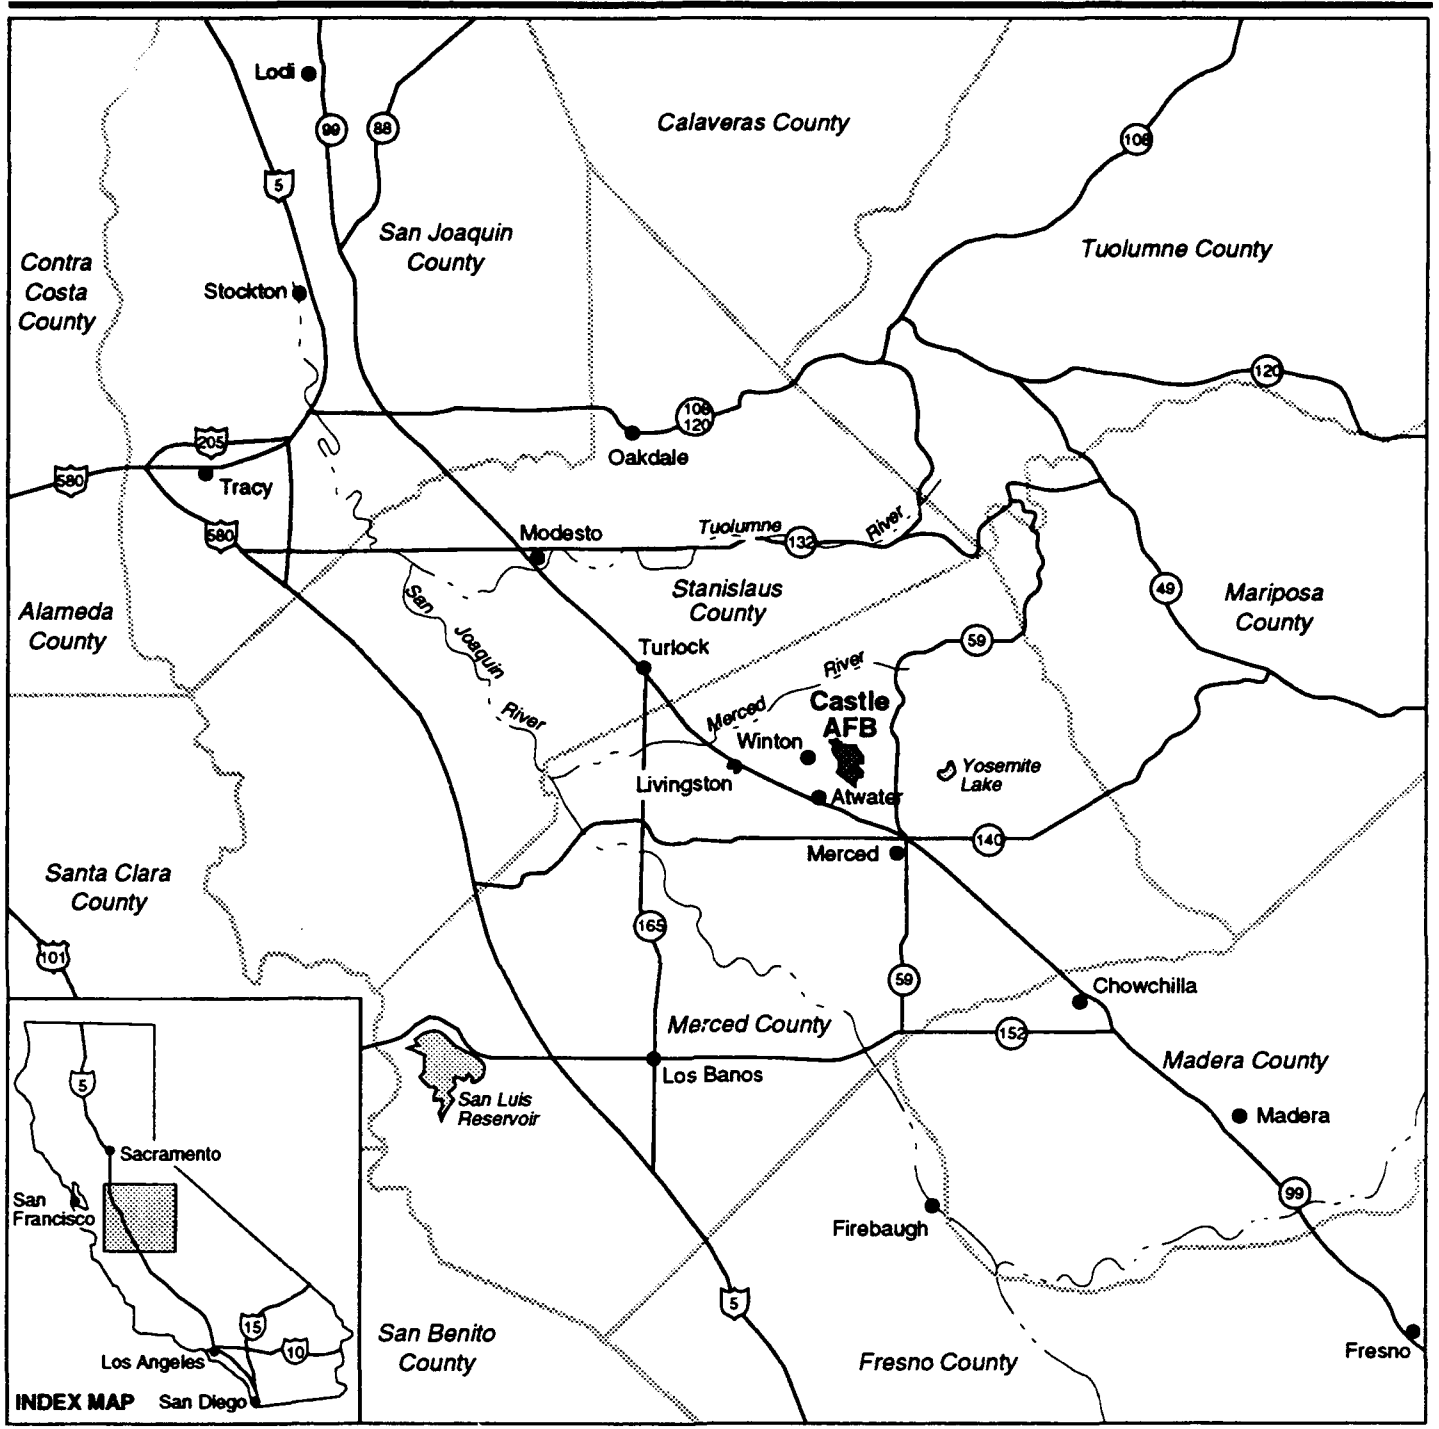 Lodi
99
88
Calaveras County
108
5
San Joaquin
County
Tuolumne County
Contra
Costa
County
Stockton
120
108
120
205
Oakdale
580
Tracy
580
Modesto
Tuolumne
River
132
Stanislaus
County
49
Mariposa
County
Alameda
County
San
Joaquin
River
Turlock
59
River
Merced
Castle
AFB
Winton
Yosemite
Lake
Livingston
Atwater
140
Merced
Santa Clara
County
165
101
59
Chowchilla
Merced County
152
Madera County
Los Banos
San Luis
Reservoir
Madera
99
Firebaugh
5
San Benito
County
Fresno County
Fresno
5
Sacramento
San
Francisco
15
10
Los Angeles
INDEX MAP
San Diego